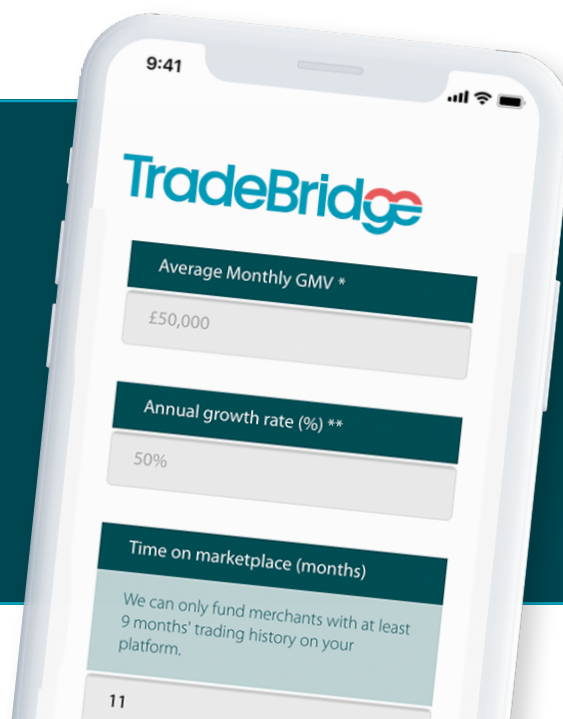 9:41
TradeBridge
Average Monthly GMV *
£50,000
Annual growth rate (%) **
50%
Time on marketplace (months)
We can only fund merchants with at least
9 months' trading history on your
platform.
11